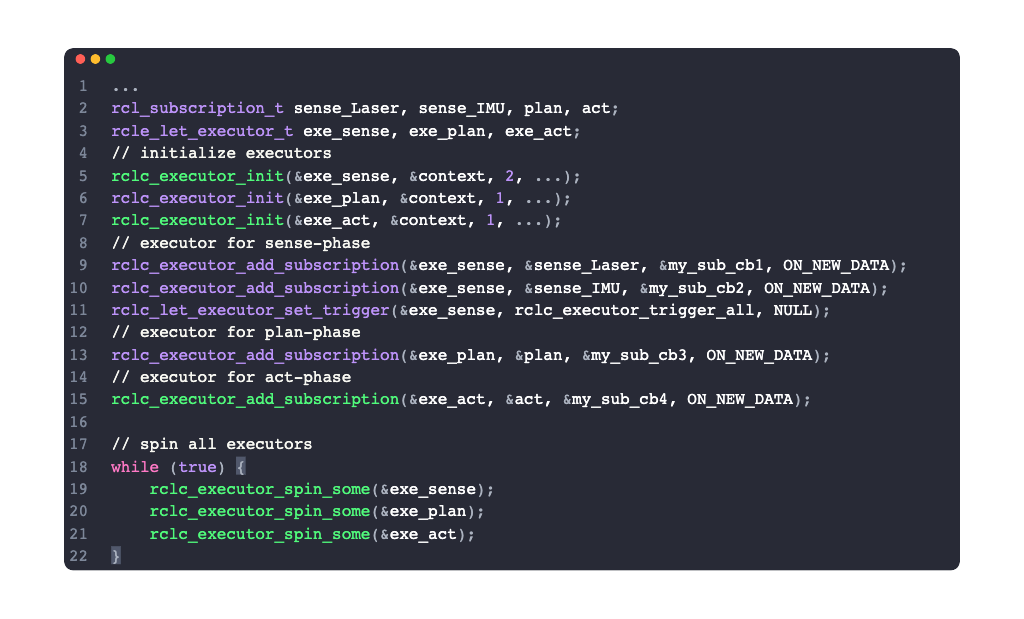 1 ...
2 rcl_subscription_t sense_Laser, sense_IMU, plan, act;
3 rcle_let_executor_t exe_sense, exe_plan, exe_act;
4 // initialize executors
5 rclc_executor_init(&exe_sense, &context, 2, ...);
6 rclc_executor_init(&exe_plan, &context, 1, ...);
7 rclc_executor_init(&exe_act, &context, 1, ...);
8 // executor for sense-phase
9 rclc_executor_add_subscription(&exe_sense, &sense_Laser, &my_sub_cb1, ON_NEW_DATA);
10 rclc_executor_add_subscription(&exe_sense, &sense_IMU, &my_sub_cb2, ON_NEW_DATA);
11 rclc_let_executor_set_trigger(&exe_sense, rclc_executor_trigger_all, NULL);
12 // executor for plan-phase
13 rclc_executor_add_subscription(&exe_plan, &plan, &my_sub_cb3, ON_NEW_DATA);
14 // executor for act-phase
15 rclc_executor_add_subscription(&exe_act, &act, &my_sub_cb4, ON_NEW_DATA);
16
17 // spin all executors
18 while (true) {
19     rclc_executor_spin_some(&exe_sense);
20     rclc_executor_spin_some(&exe_plan);
21     rclc_executor_spin_some(&exe_act);
22 }